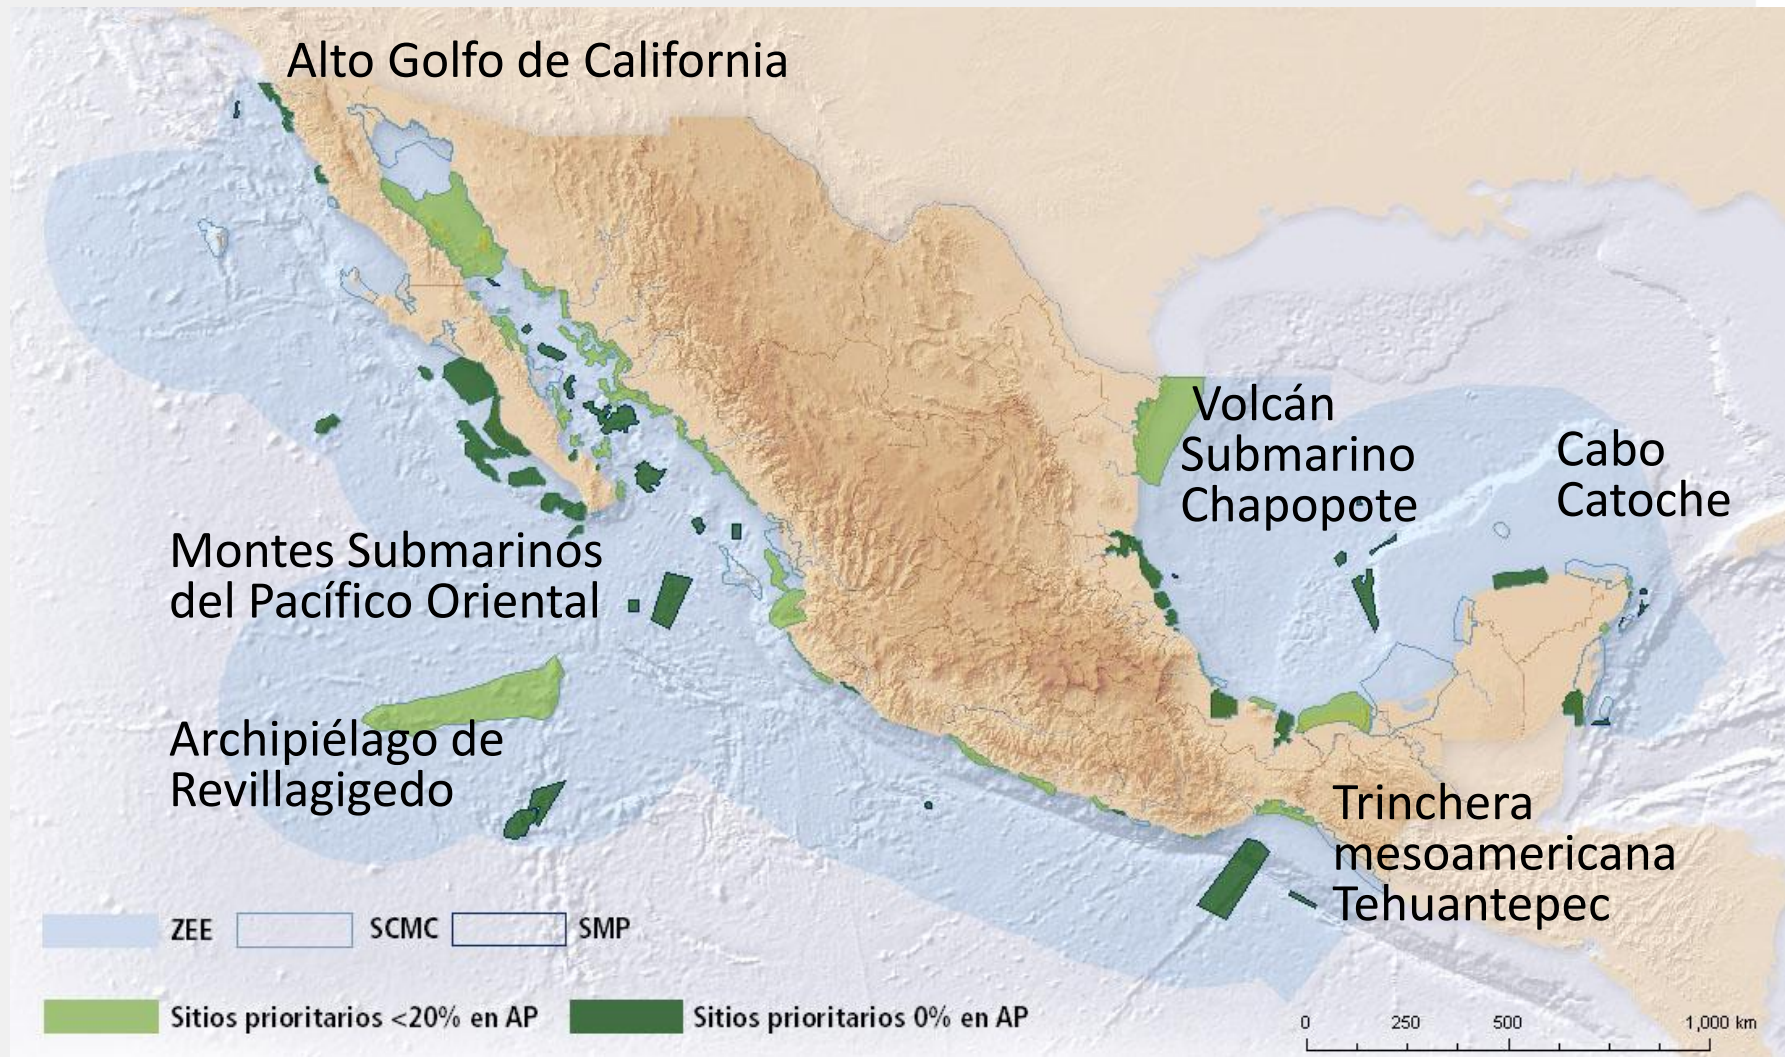 Alto Golfo de California
Volcán
Submarino
Chapopote
Cabo
Catoche
Montes Submarinos
del Pacífico Oriental
Archipiélago de
Revillagigedo
Trinchera
mesoamericana
Tehuantepec
ZEE SCMC SMP
Sitios prioritarios <20% en AP Sitios prioritarios 0% en AP
0 250 500 1,000 km